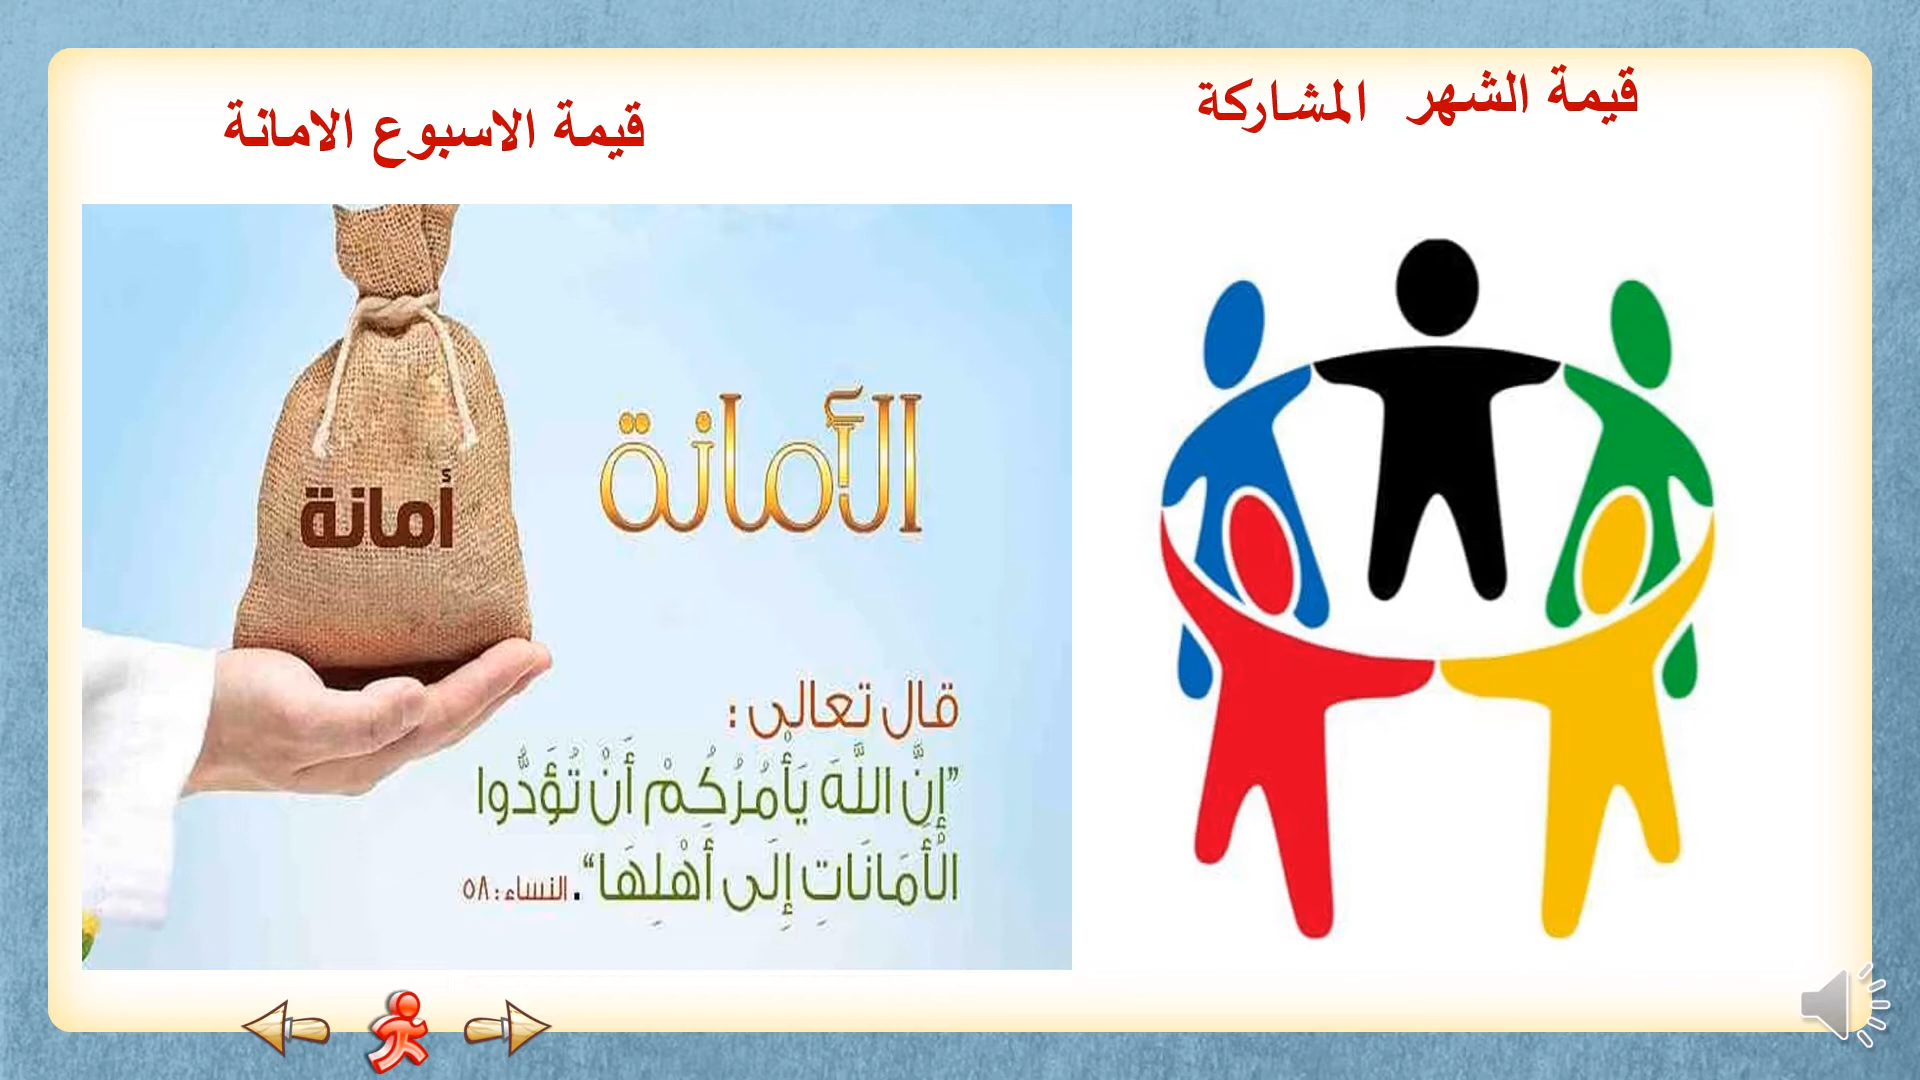 قيمة الشهر المشاركة
قيمة الاسبوع الامانة
أمانة
الأمانة
قال تعالى :
"إِنَّ اللَّهَ يَأْمُرُكُمْ أَنْ تُؤَدُّوا
الْأَمَانَاتِ إِلَى أَهْلِهَا". النساء: ٥٨